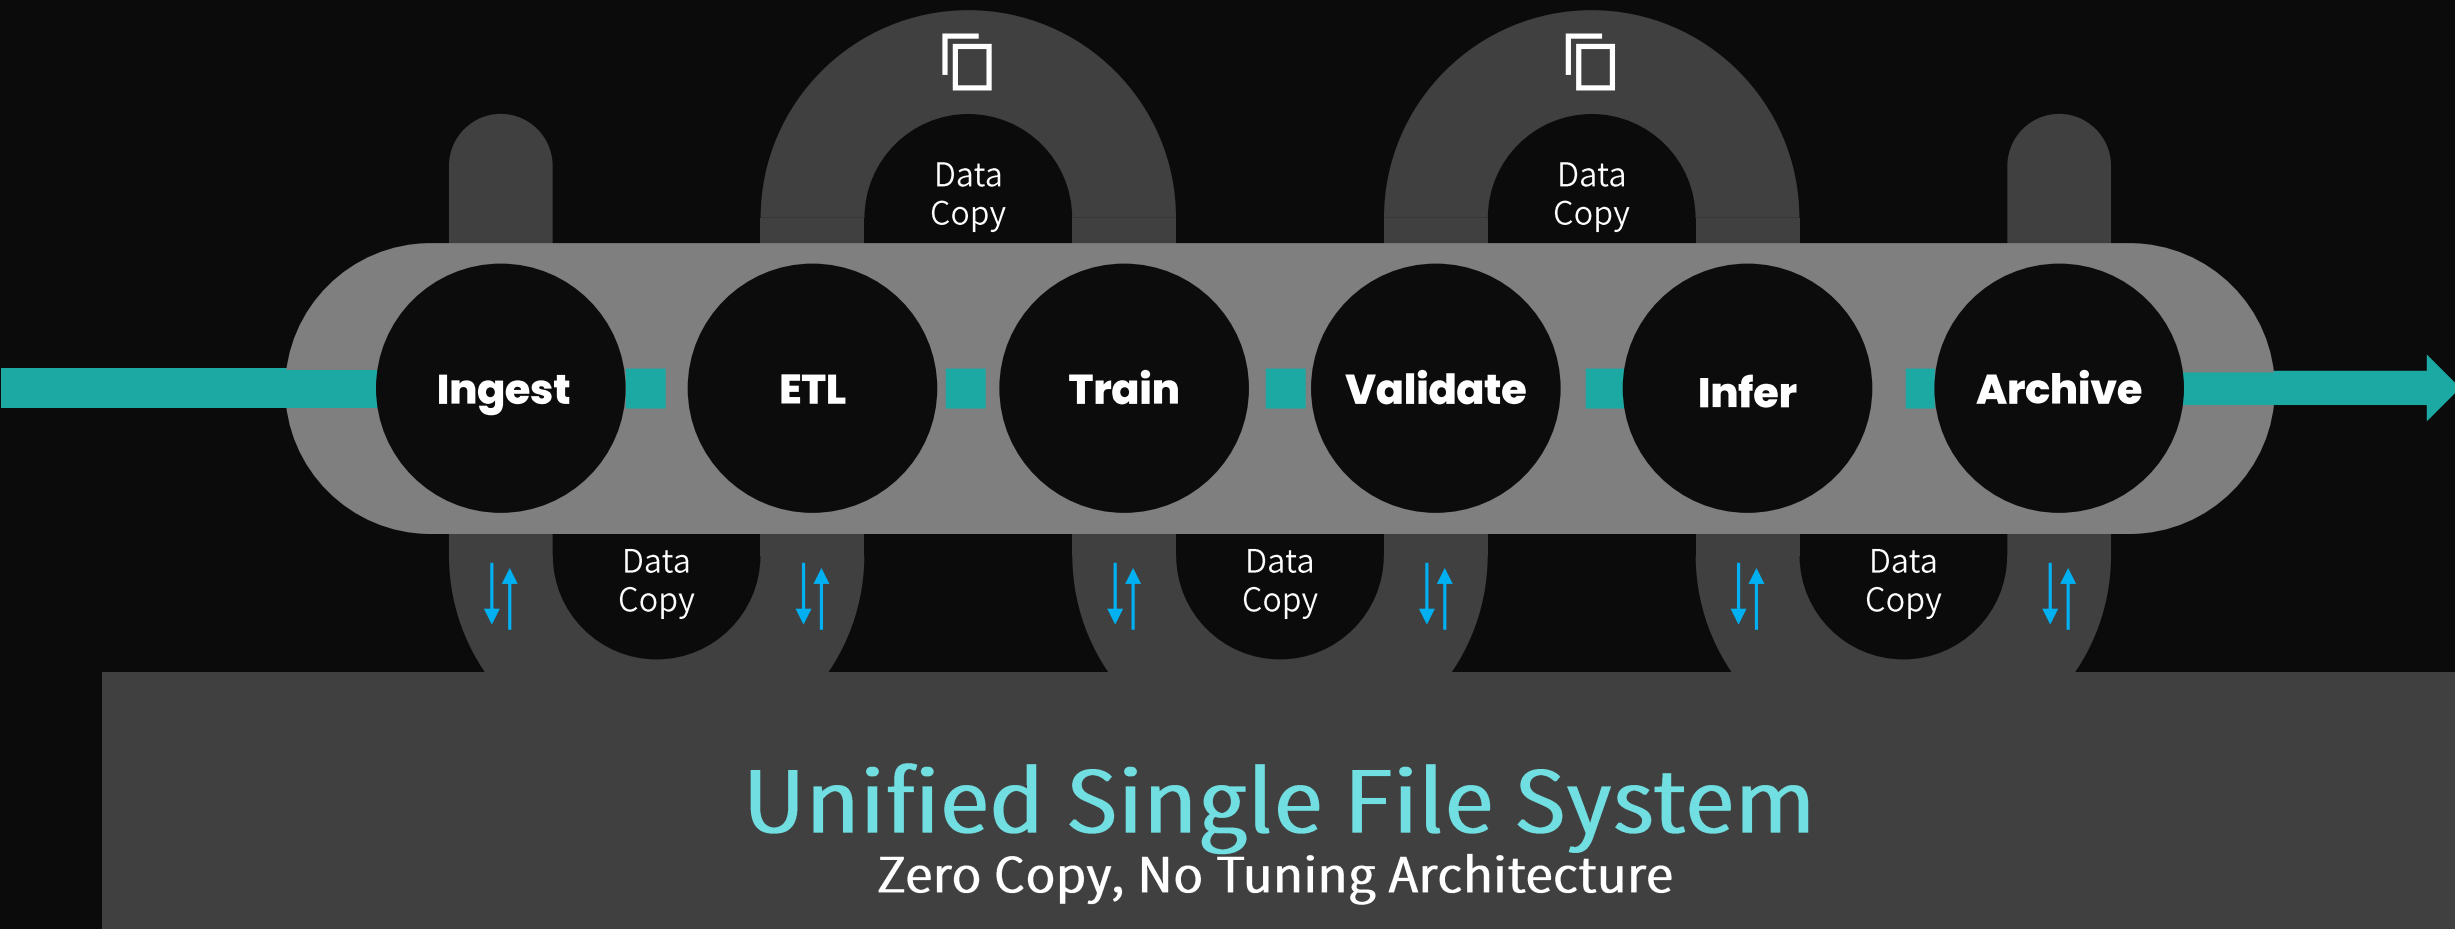 Data
Copy
Data
Copy
Ingest
ETL
Train
Validate
Infer
Archive
Data
Copy
Data
Copy
Data
Copy
Unified Single File System
Zero Copy, No Tuning Architecture